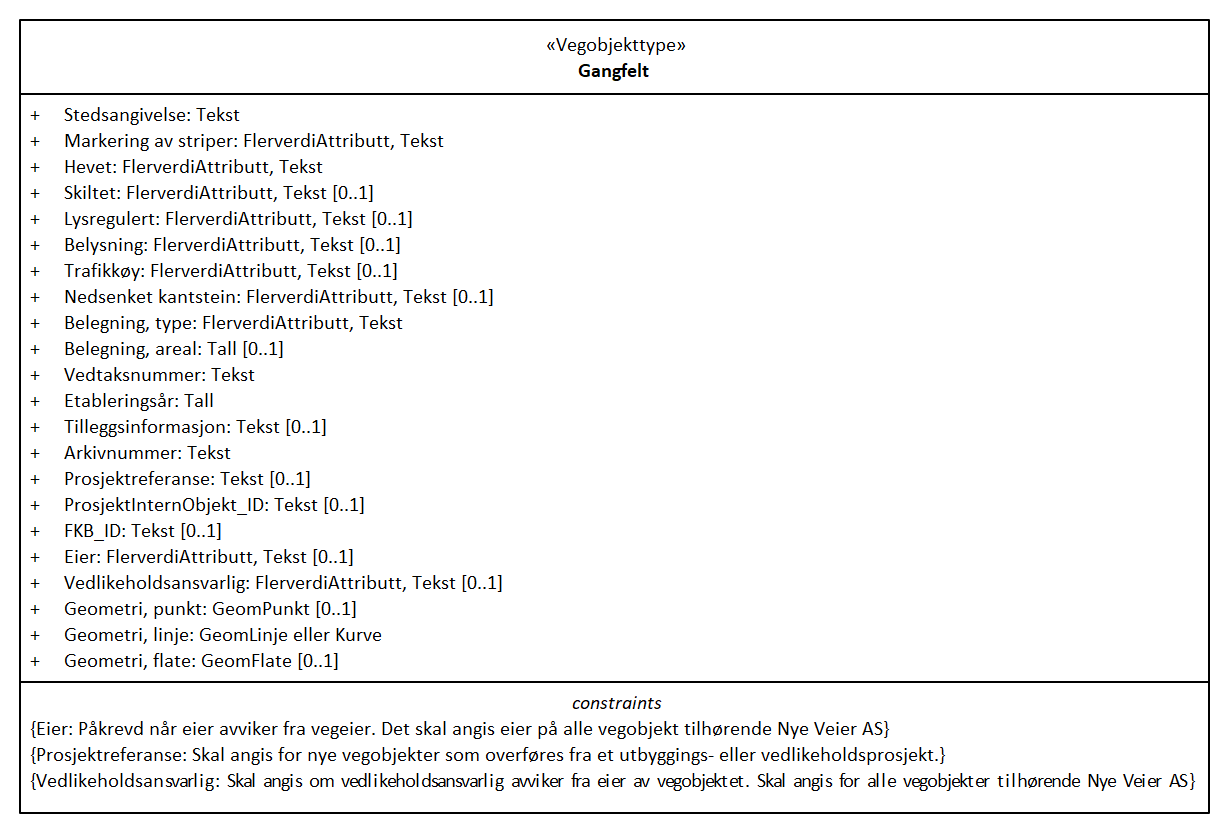 «Vegobjekttype»
Gangfelt
+ Stedsangivelse: Tekst
+ Markering av striper: FlerverdiAttributt, Tekst
+ Hevet: FlerverdiAttributt, Tekst
+ Skiltet: FlerverdiAttributt, Tekst [0..1]
+ Lysregulert: FlerverdiAttributt, Tekst [0..1]
+ Belysning: FlerverdiAttributt, Tekst [0..1]
+ Trafikkøy: FlerverdiAttributt, Tekst [0..1]
+ Nedsenket kantstein: FlerverdiAttributt, Tekst [0..1]
+ Belegning, type: FlerverdiAttributt, Tekst
+ Belegning, areal: Tall [0..1]
+ Vedtaksnummer: Tekst
+ Etableringsår: Tall
+ Tilleggsinformasjon: Tekst [0..1]
+ Arkivnummer: Tekst
+ Prosjektreferanse: Tekst [0..1]
+ ProsjektInternObjekt_ID: Tekst [0..1]
+ FKB_ID: Tekst [0..1]
+ Eier: FlerverdiAttributt, Tekst [0..1]
+ Vedlikeholdsansvarlig: FlerverdiAttributt, Tekst [0..1]
+ Geometri, punkt: GeomPunkt [0..1]
+ Geometri, linje: GeomLinje eller Kurve
+ Geometri, flate: GeomFlate [0..1]
constraints
{Eier: Påkrevd når eier avviker fra vegeier. Det skal angis eier på alle vegobjekt tilhørende Nye Veier AS}
{Prosjektreferanse: Skal angis for nye vegobjekter som overføres fra et utbyggings- eller vedlikeholdsprosjekt.}
{Vedlikeholdsansvarlig: Skal angis om vedlikeholdsansvarlig avviker fra eier av vegobjektet. Skal angis for alle vegobjekter tilhørende Nye Veier AS}